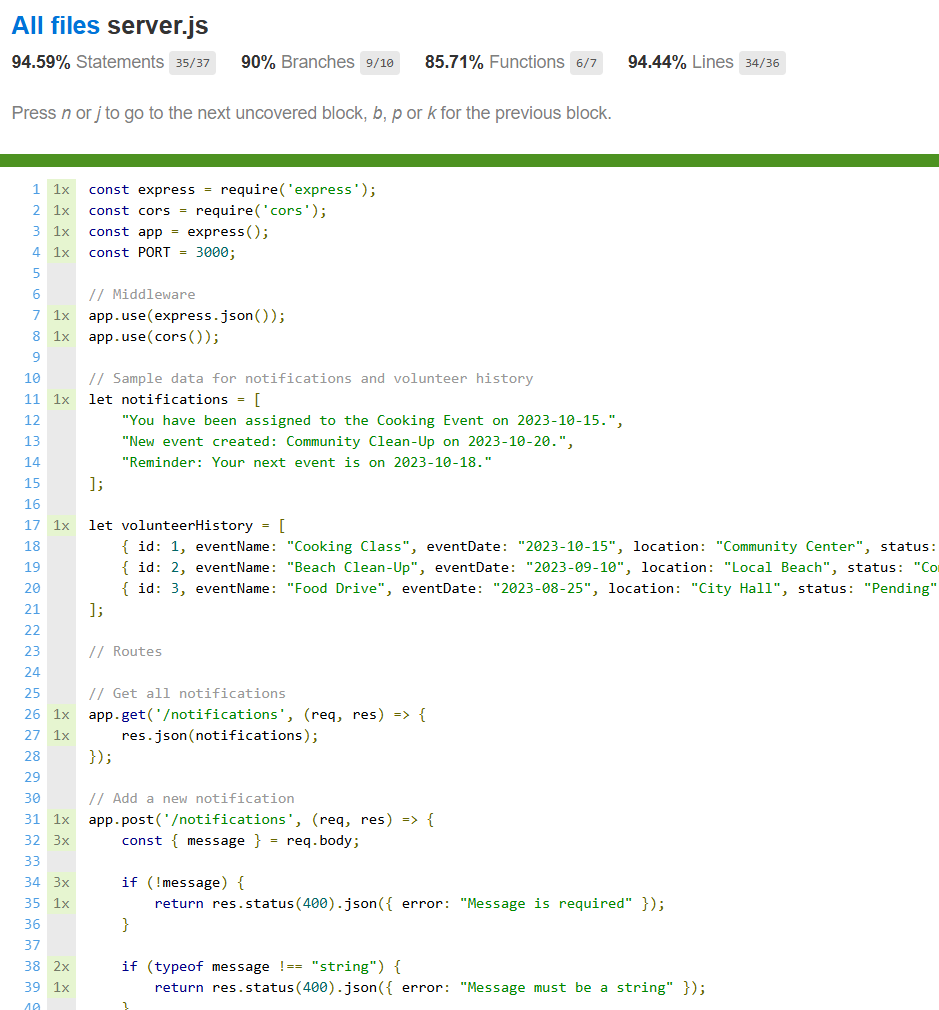 All files server.js
94.59% Statements 35/37 90% Branches 9/10 85.71% Functions 6/7 94.44% Lines 34/36
Press n or j to go to the next uncovered block, b, p or k for the previous block.
1 1x const express = require('express');
2 1x const cors = require('cors');
3 1x const app = express();
4 1x const PORT = 3000;
5
6 // Middleware
7 1x app.use(express.json());
8 1x app.use(cors());
9
10 // Sample data for notifications and volunteer history
11 1x let notifications = [
12 "You have been assigned to the Cooking Event on 2023-10-15.",
13 "New event created: Community Clean-Up on 2023-10-20.",
14 "Reminder: Your next event is on 2023-10-18."
15 ];
16
17 1x let volunteerHistory = [
18 { id: 1, eventName: "Cooking Class", eventDate: "2023-10-15", location: "Community Center", status:
19 { id: 2, eventName: "Beach Clean-Up", eventDate: "2023-09-10", location: "Local Beach", status: "Co
20 { id: 3, eventName: "Food Drive", eventDate: "2023-08-25", location: "City Hall", status: "Pending"
21 ];
22
23 // Routes
24
25 // Get all notifications
26 1x app.get('/notifications', (req, res) => {
27 1x res.json(notifications);
28 });
29
30 // Add a new notification
31 1x app.post('/notifications', (req, res) => {
32 3x const { message } = req.body;
33
34 3x if (!message) {
35 1x return res.status(400).json({ error: "Message is required" });
36 }
37
38 2x if (typeof message !== "string") {
39 1x return res.status(400).json({ error: "Message must be a string" });
40 }